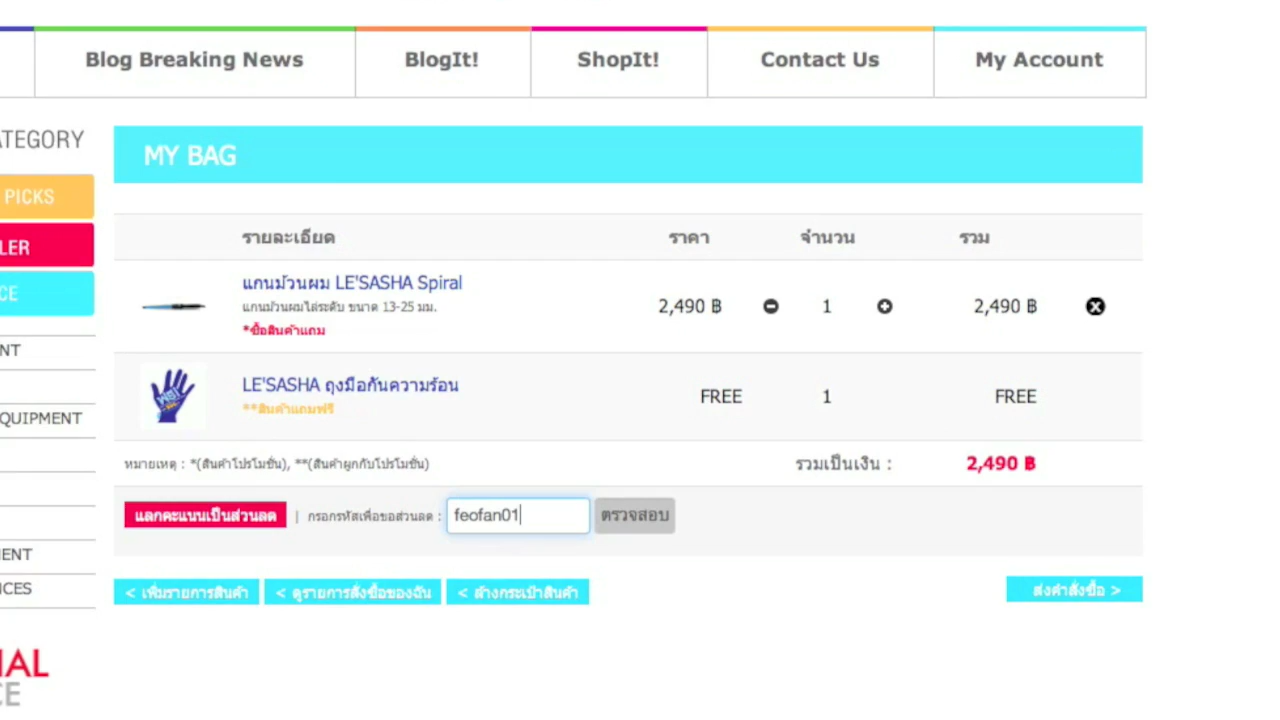 Blog Breaking News
BlogIt!
ShopIt!
Contact Us
My Account
ATEGORY
PICKS
LER
CE
NT
QUIPMENT
ENT
ICES
IAL
CE
MY BAG
รายละเอียด ราคา จำนวน รวม
แกนม้วนผม LE'SASHA Spiral
แกนม้วนผมไล่ระดับ ขนาด 13-25 มม.
*ซื้อสินค้าแถม
2,490 ฿ 1 2,490 ฿
LE'SASHA ถุงมือกันความร้อน
**สินค้าแถมฟรี
FREE 1 FREE
หมายเหตุ : *(สินค้าโปรโมชั่น), **(สินค้าผูกกับโปรโมชั่น)
รวมเป็นเงิน : 2,490 ฿
แลกคะแนนเป็นส่วนลด | กรอกรหัสเพื่อขอส่วนลด : feofan01 ตรวจสอบ
< เพิ่มรายการสินค้า < ดูรายการสั่งซื้อของฉัน < ล้างกระเป๋าสินค้า ส่งคำสั่งซื้อ >